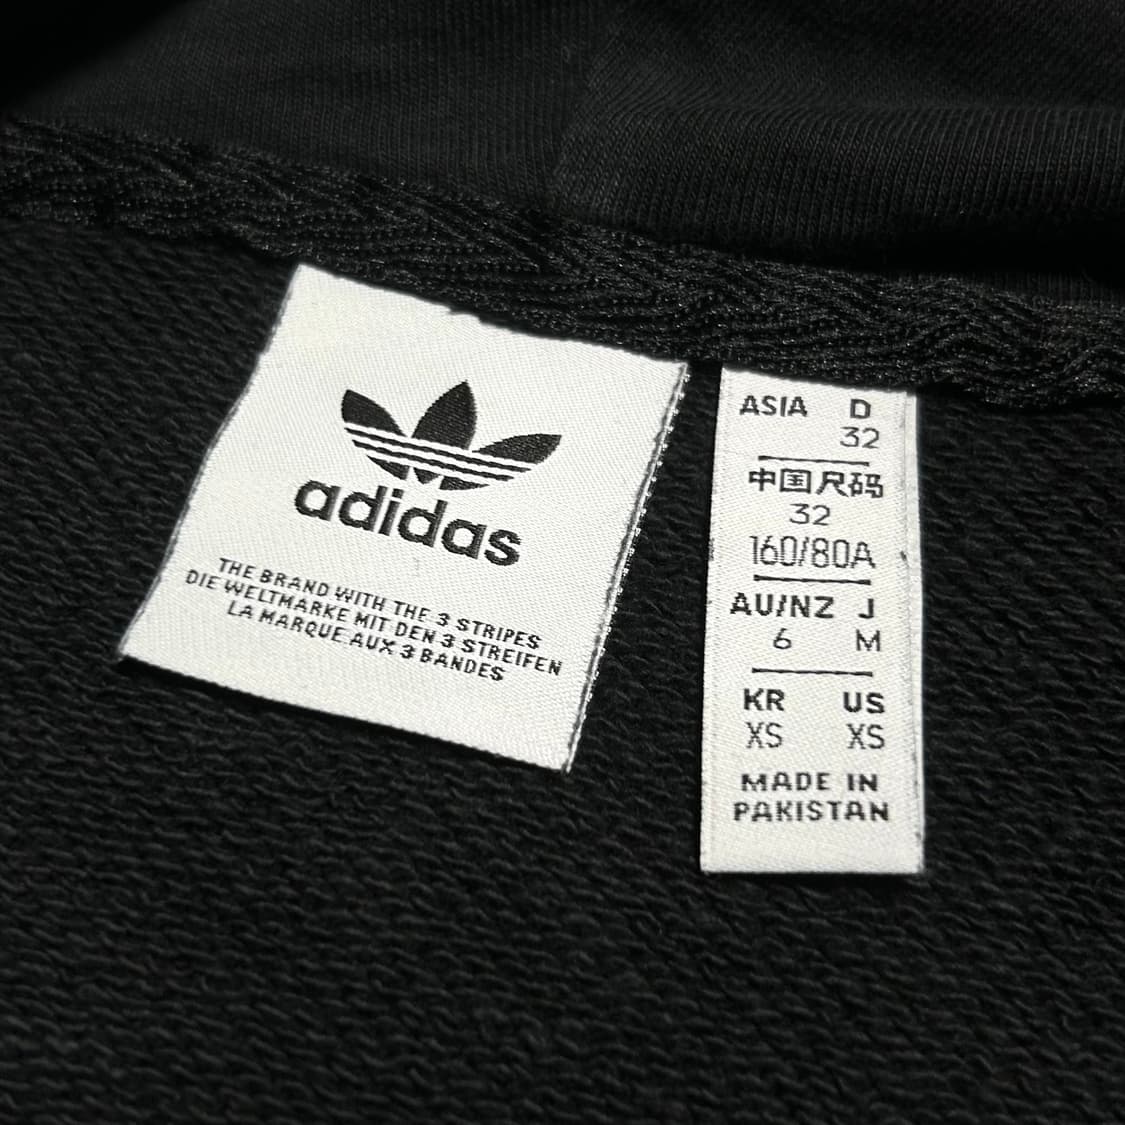 adidas
THE BRAND WITH THE 3 STRIPES
DIE WELTMARKE MIT DEN 3 STREIFEN
LA MARQUE AUX 3 BANDES
ASIA D
32
中国尺码
32
160/80A
AU/NZ J
6 M
KR US
XS XS
MADE IN
PAKISTAN